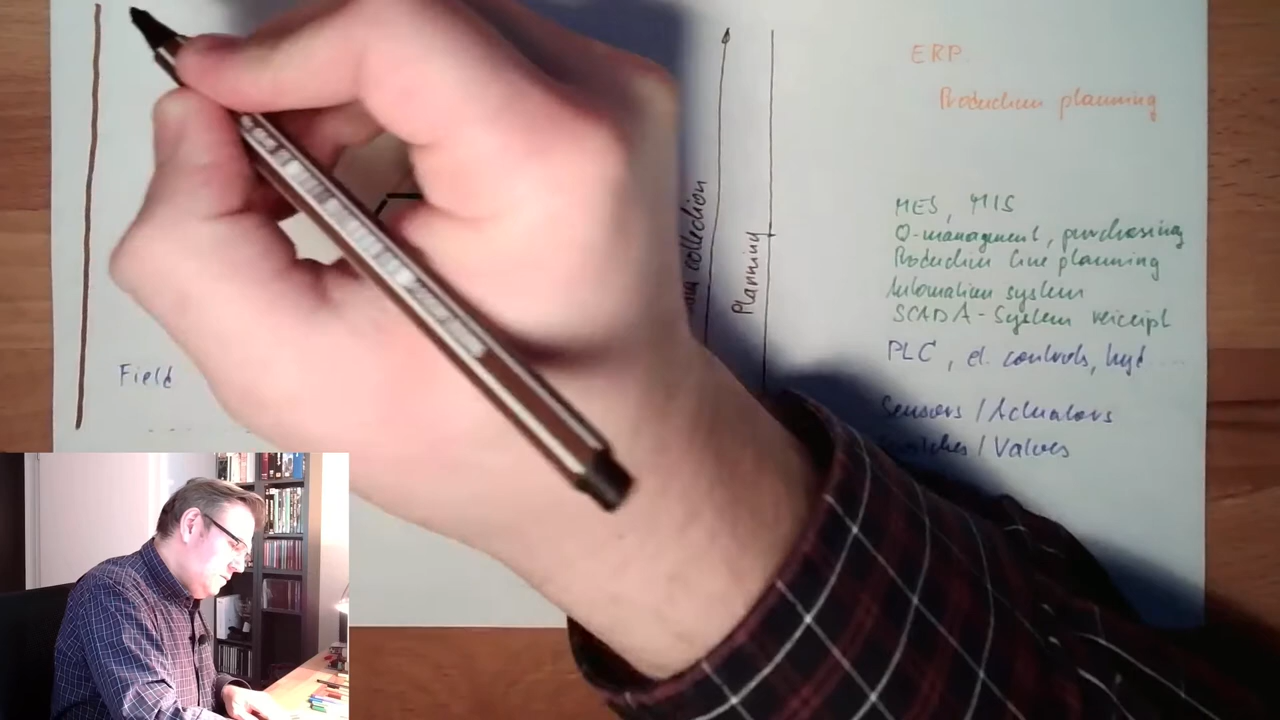 ERP
Production planning
MES, MIS
Q-management, purchasing
Production line planning
Automation system
SCADA-System
PLC, el. controls, hyd....
Sensors / Actuators
/ Valves
collection
Planning
Field